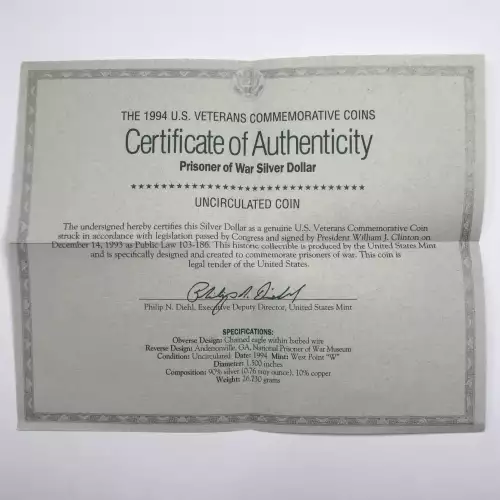 THE 1994 U.S. VETERANS COMMEMORATIVE COINS
Certificate of Authenticity
Prisoner of War Silver Dollar
UNCIRCULATED COIN
The undersigned hereby certifies this Silver Dollar as a genuine U.S. Veterans Commemorative Coin
struck in accordance with legislation passed by Congress and signed by President William J. Clinton on
December 14, 1993 as Public Law 103-186. This historic collectible is produced by the United States Mint
and is specifically designed and created to commemorate prisoners of war. This coin is
legal tender of the United States.
Philip N. Diehl
Philip N. Diehl, Executive Deputy Director, United States Mint
SPECIFICATIONS:
Obverse Design: Chained eagle within barbed wire
Reverse Design: Andersonville, GA, National Prisoner of War Museum
Condition: Uncirculated Date: 1994 Mint: West Point "W"
Diameter: 1.500 inches
Composition: 90% silver (0.76 troy ounce), 10% copper
Weight: 26.730 grams